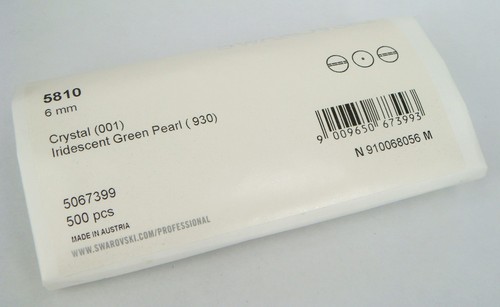 5810
6 mm
Crystal (001)
Iridescent Green Pearl ( 930)
9 009650 673993
N 910068056 M
5067399
500 pcs
MADE IN AUSTRIA
WWW.SWAROVSKI.COM/PROFESSIONAL